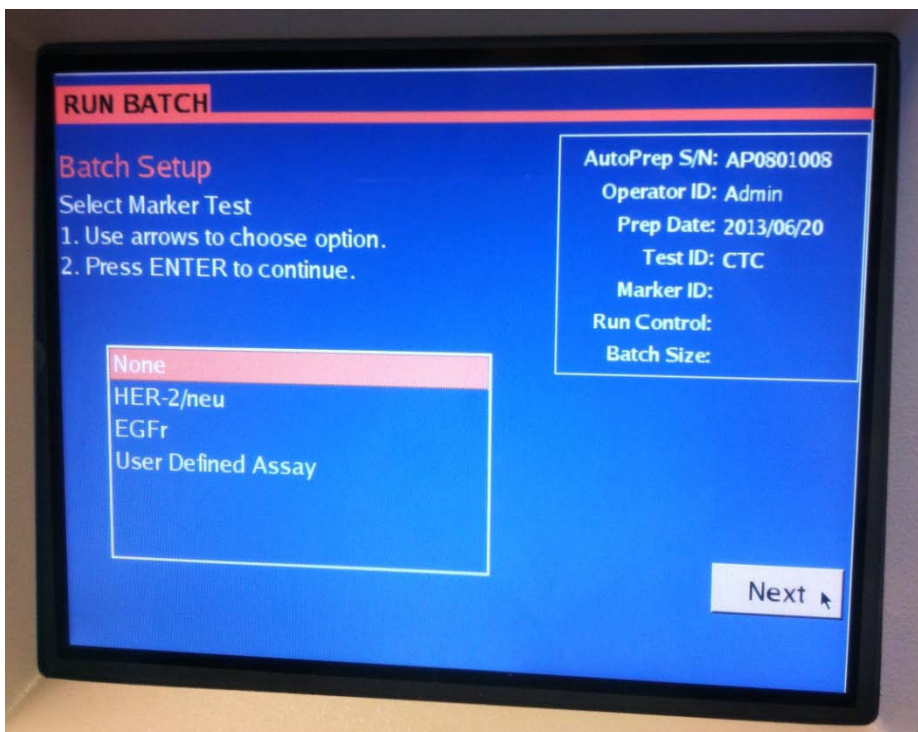 RUN BATCH
Batch Setup
Select Marker Test
1. Use arrows to choose option.
2. Press ENTER to continue.
None
HER-2/neu
EGFr
User Defined Assay
AutoPrep S/N: AP0801008
Operator ID: Admin
Prep Date: 2013/06/20
Test ID: CTC
Marker ID:
Run Control:
Batch Size:
Next